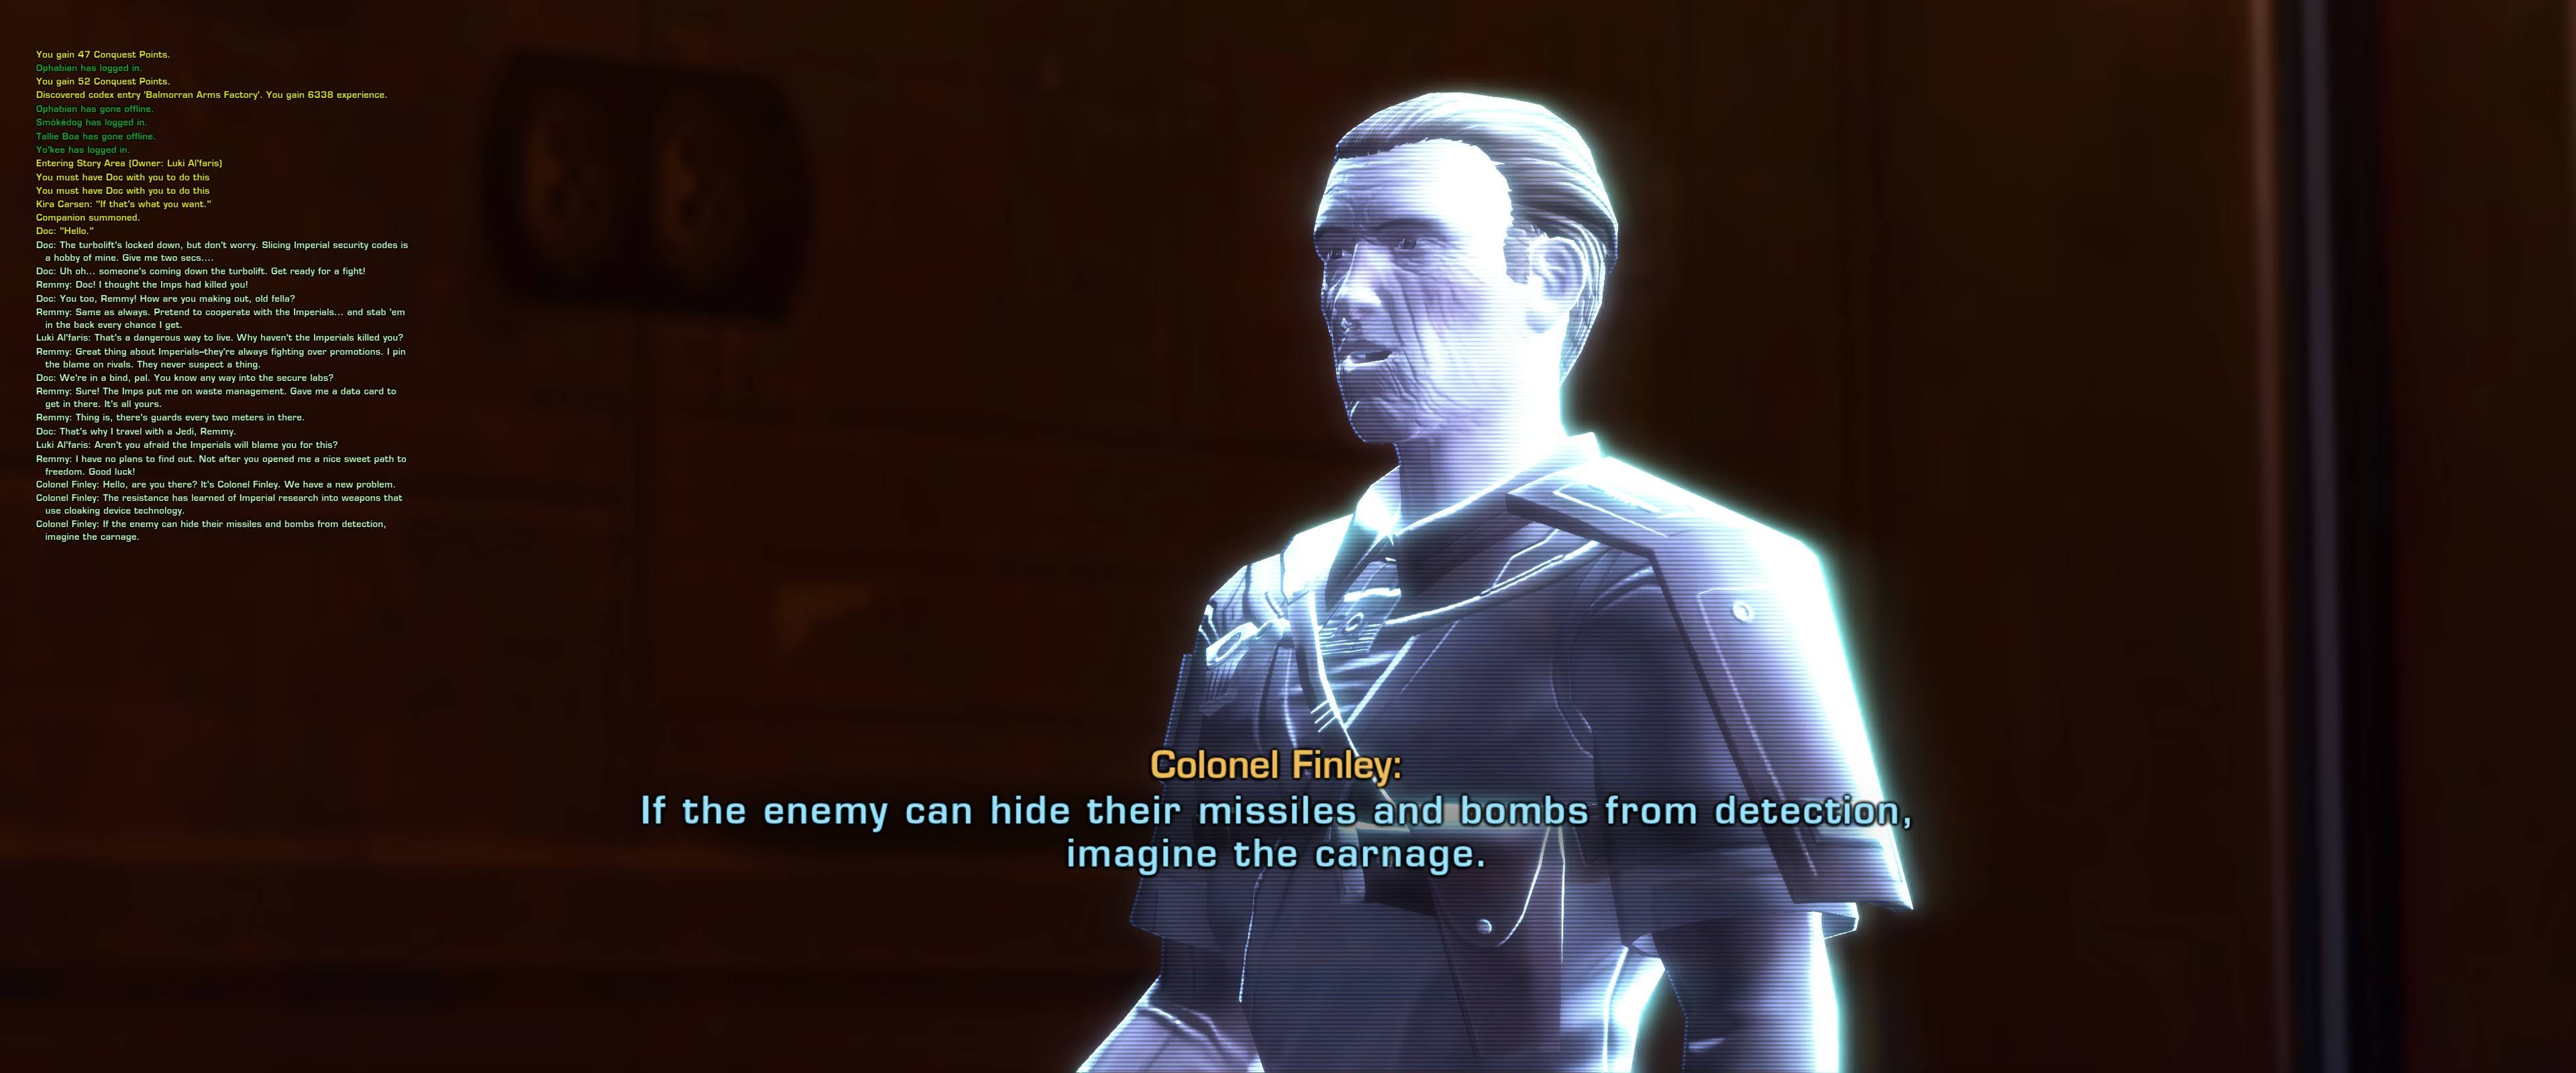 You gain 47 Conquest Points.
Ophabian has logged in.
You gain 52 Conquest Points.
Discovered codex entry 'Balmorran Arms Factory'. You gain 6338 experience.
Ophabian has gone offline.
Smókèdog has logged in.
Tallie Boa has gone offline.
Yo'kee has logged in.
Entering Story Area (Owner: Luki Al'faris)
You must have Doc with you to do this
You must have Doc with you to do this
Kira Carsen: "If that's what you want."
Companion summoned.
Doc: "Hello."
Doc: The turbolift's locked down, but don't worry. Slicing Imperial security codes is
a hobby of mine. Give me two secs....
Doc: Uh oh... someone's coming down the turbolift. Get ready for a fight!
Remmy: Doc! I thought the Imps had killed you!
Doc: You too, Remmy! How are you making out, old fella?
Remmy: Same as always. Pretend to cooperate with the Imperials... and stab 'em
in the back every chance I get.
Luki Al'faris: That's a dangerous way to live. Why haven't the Imperials killed you?
Remmy: Great thing about Imperials–they're always fighting over promotions. I pin
the blame on rivals. They never suspect a thing.
Doc: We're in a bind, pal. You know any way into the secure labs?
Remmy: Sure! The Imps put me on waste management. Gave me a data card to
get in there. It's all yours.
Remmy: Thing is, there's guards every two meters in there.
Doc: That's why I travel with a Jedi, Remmy.
Luki Al'faris: Aren't you afraid the Imperials will blame you for this?
Remmy: I have no plans to find out. Not after you opened me a nice sweet path to
freedom. Good luck!
Colonel Finley: Hello, are you there? It's Colonel Finley. We have a new problem.
Colonel Finley: The resistance has learned of Imperial research into weapons that
use cloaking device technology.
Colonel Finley: If the enemy can hide their missiles and bombs from detection,
imagine the carnage.
Colonel Finley:
If the enemy can hide their missiles and bombs from detection,
imagine the carnage.